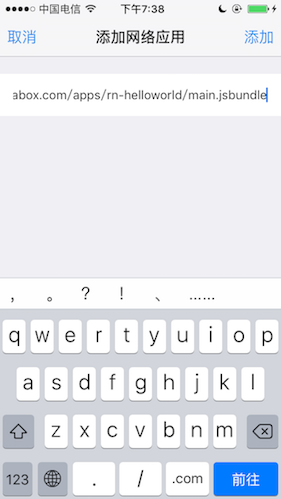 中国电信 下午7:38
取消 添加网络应用 添加
abox.com/apps/rn-helloworld/main.jsbundle
， 。 ？ ！ 、 ……
q w e r t y u i o p
a s d f g h j k l
z x c v b n m
123 . / .com 前往